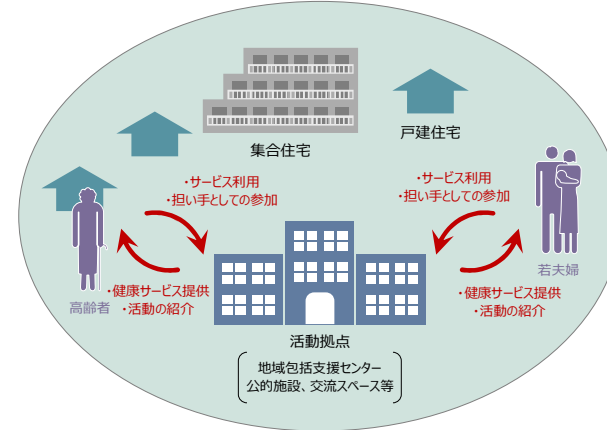 集合住宅
戸建住宅
・サービス利用
・担い手としての参加
・サービス利用
・担い手としての参加
高齢者
・健康サービス提供
・活動の紹介
若夫婦
・健康サービス提供
・活動の紹介
活動拠点
地域包括支援センター
公的施設、交流スペース等